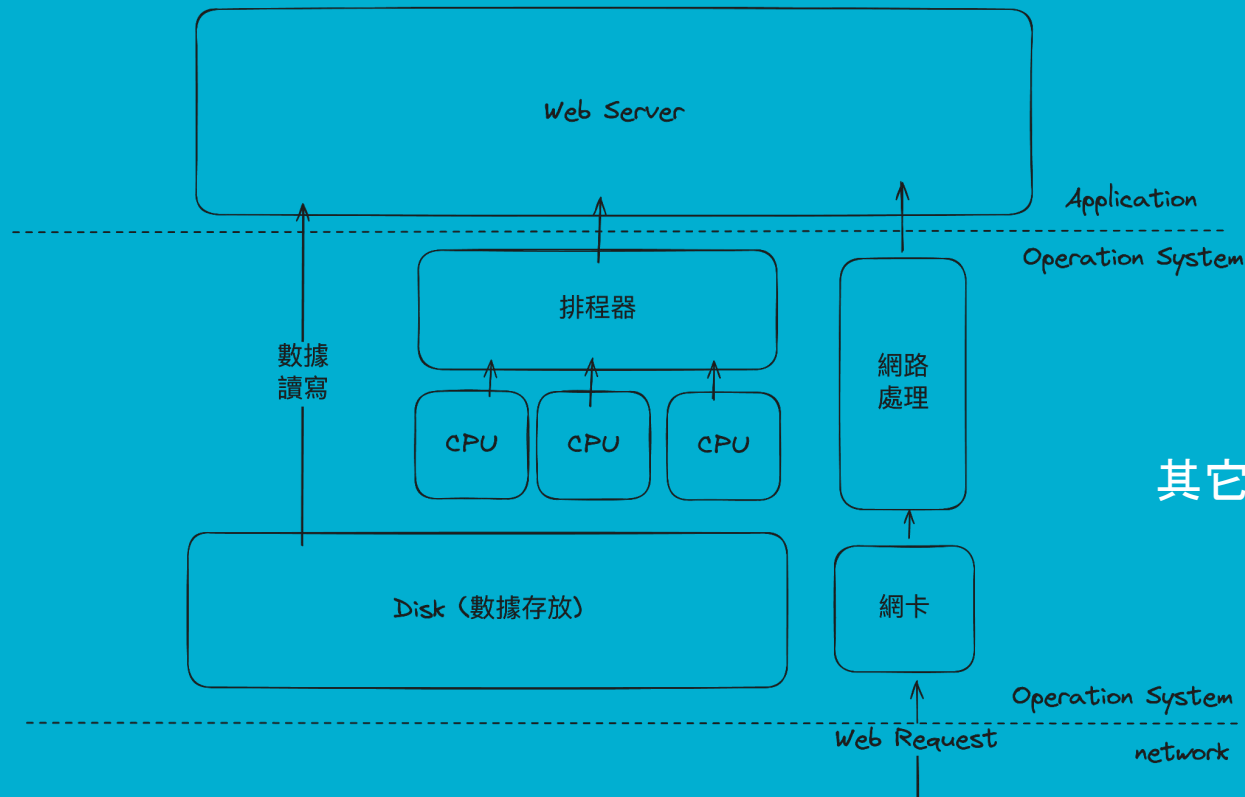 Web Server
Application
Operation System
排程器
數據
讀寫
網路
處理
CPU
CPU
CPU
其它
Disk (數據存放)
網卡
Operation System
Web Request
network